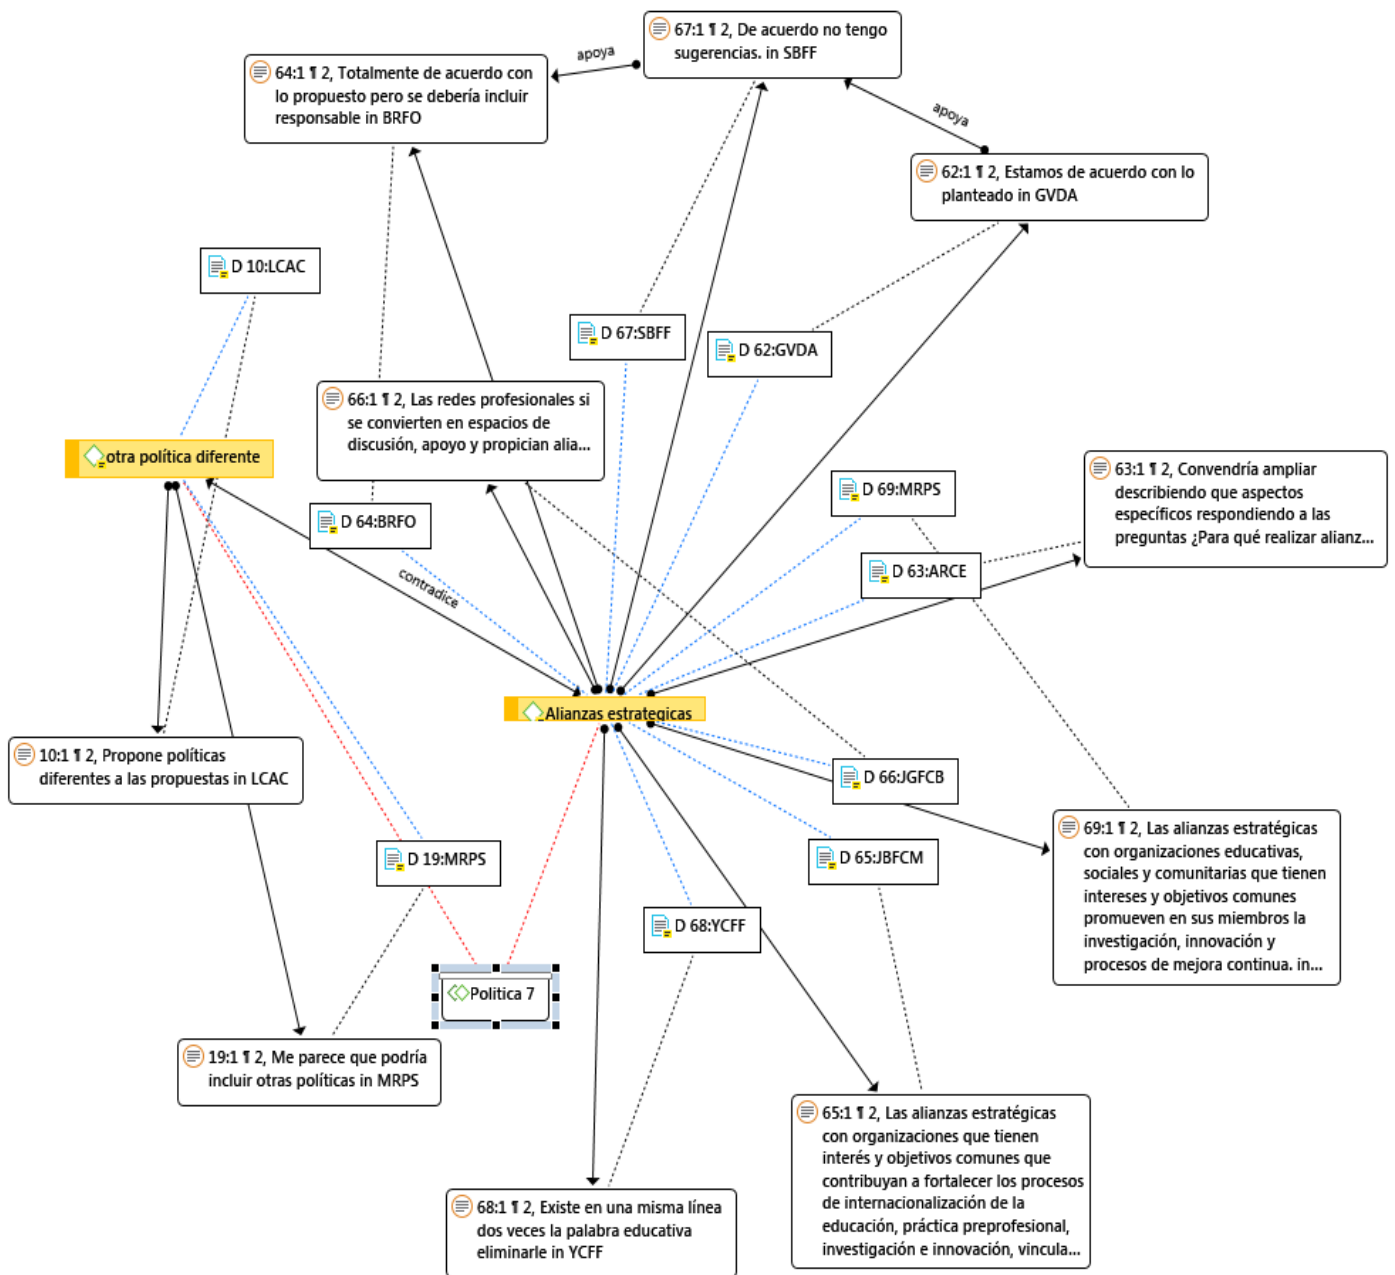 67:1 ¶ 2, De acuerdo no tengo
sugerencias. in SBFF
apoya
64:1 ¶ 2, Totalmente de acuerdo con
lo propuesto pero se debería incluir
responsable in BRFO
apoya
62:1 ¶ 2, Estamos de acuerdo con lo
planteado in GVDA
D 10:LCAC
D 67:SBFF
D 62:GVDA
66:1 ¶ 2, Las redes profesionales si
se convierten en espacios de
discusión, apoyo y propician alia...
otra política diferente
D 69:MRPS
63:1 ¶ 2, Convendría ampliar
describiendo que aspectos
específicos respondiendo a las
preguntas ¿Para qué realizar alianz...
D 64:BRFO
D 63:ARCE
contradice
Alianzas estrategicas
10:1 ¶ 2, Propone políticas
diferentes a las propuestas in LCAC
D 66:JGFCB
69:1 ¶ 2, Las alianzas estratégicas
con organizaciones educativas,
sociales y comunitarias que tienen
intereses y objetivos comunes
promueven en sus miembros la
investigación, innovación y
procesos de mejora continua. in...
D 19:MRPS
D 65:JBFCM
D 68:YCFF
Politica 7
19:1 ¶ 2, Me parece que podría
incluir otras políticas in MRPS
65:1 ¶ 2, Las alianzas estratégicas
con organizaciones que tienen
interés y objetivos comunes que
contribuyan a fortalecer los procesos
de internacionalización de la
educación, práctica preprofesional,
investigación e innovación, vincula...
68:1 ¶ 2, Existe en una misma línea
dos veces la palabra educativa
eliminarle in YCFF